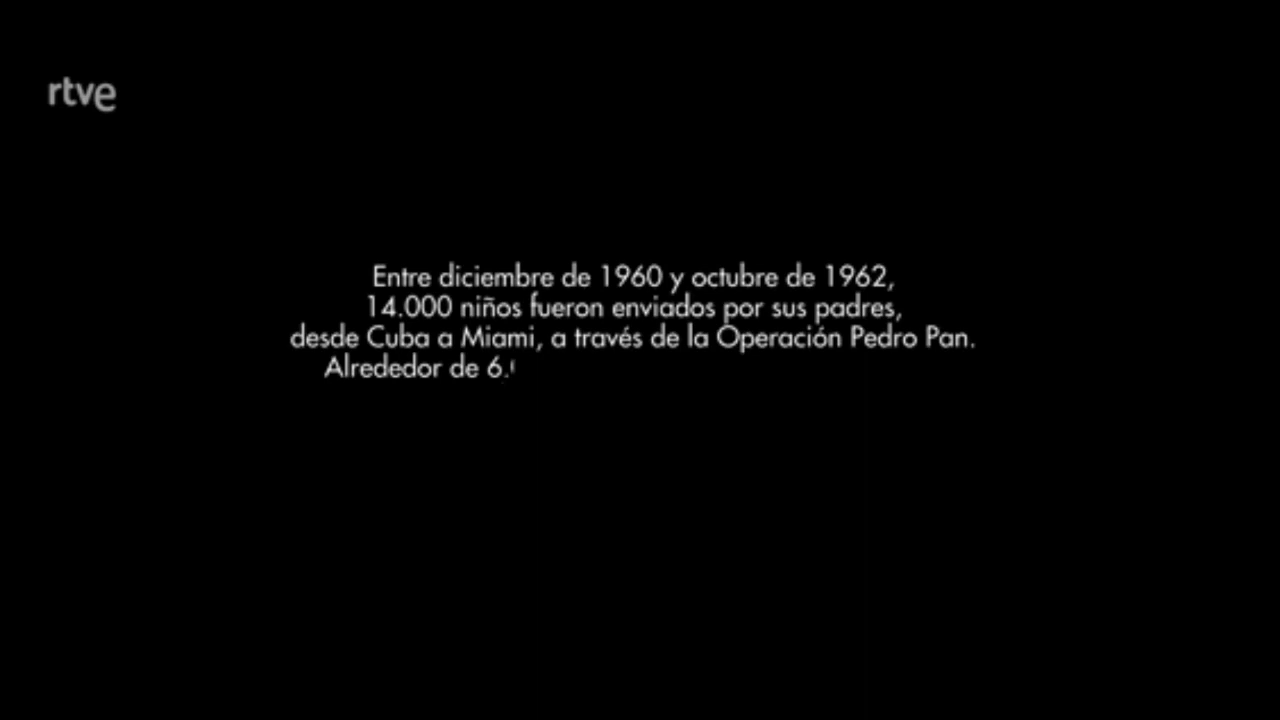 rtve
Entre diciembre de 1960 y octubre de 1962,
14.000 niños fueron enviados por sus padres,
desde Cuba a Miami, a través de la Operación Pedro Pan.
Alrededor de 6.